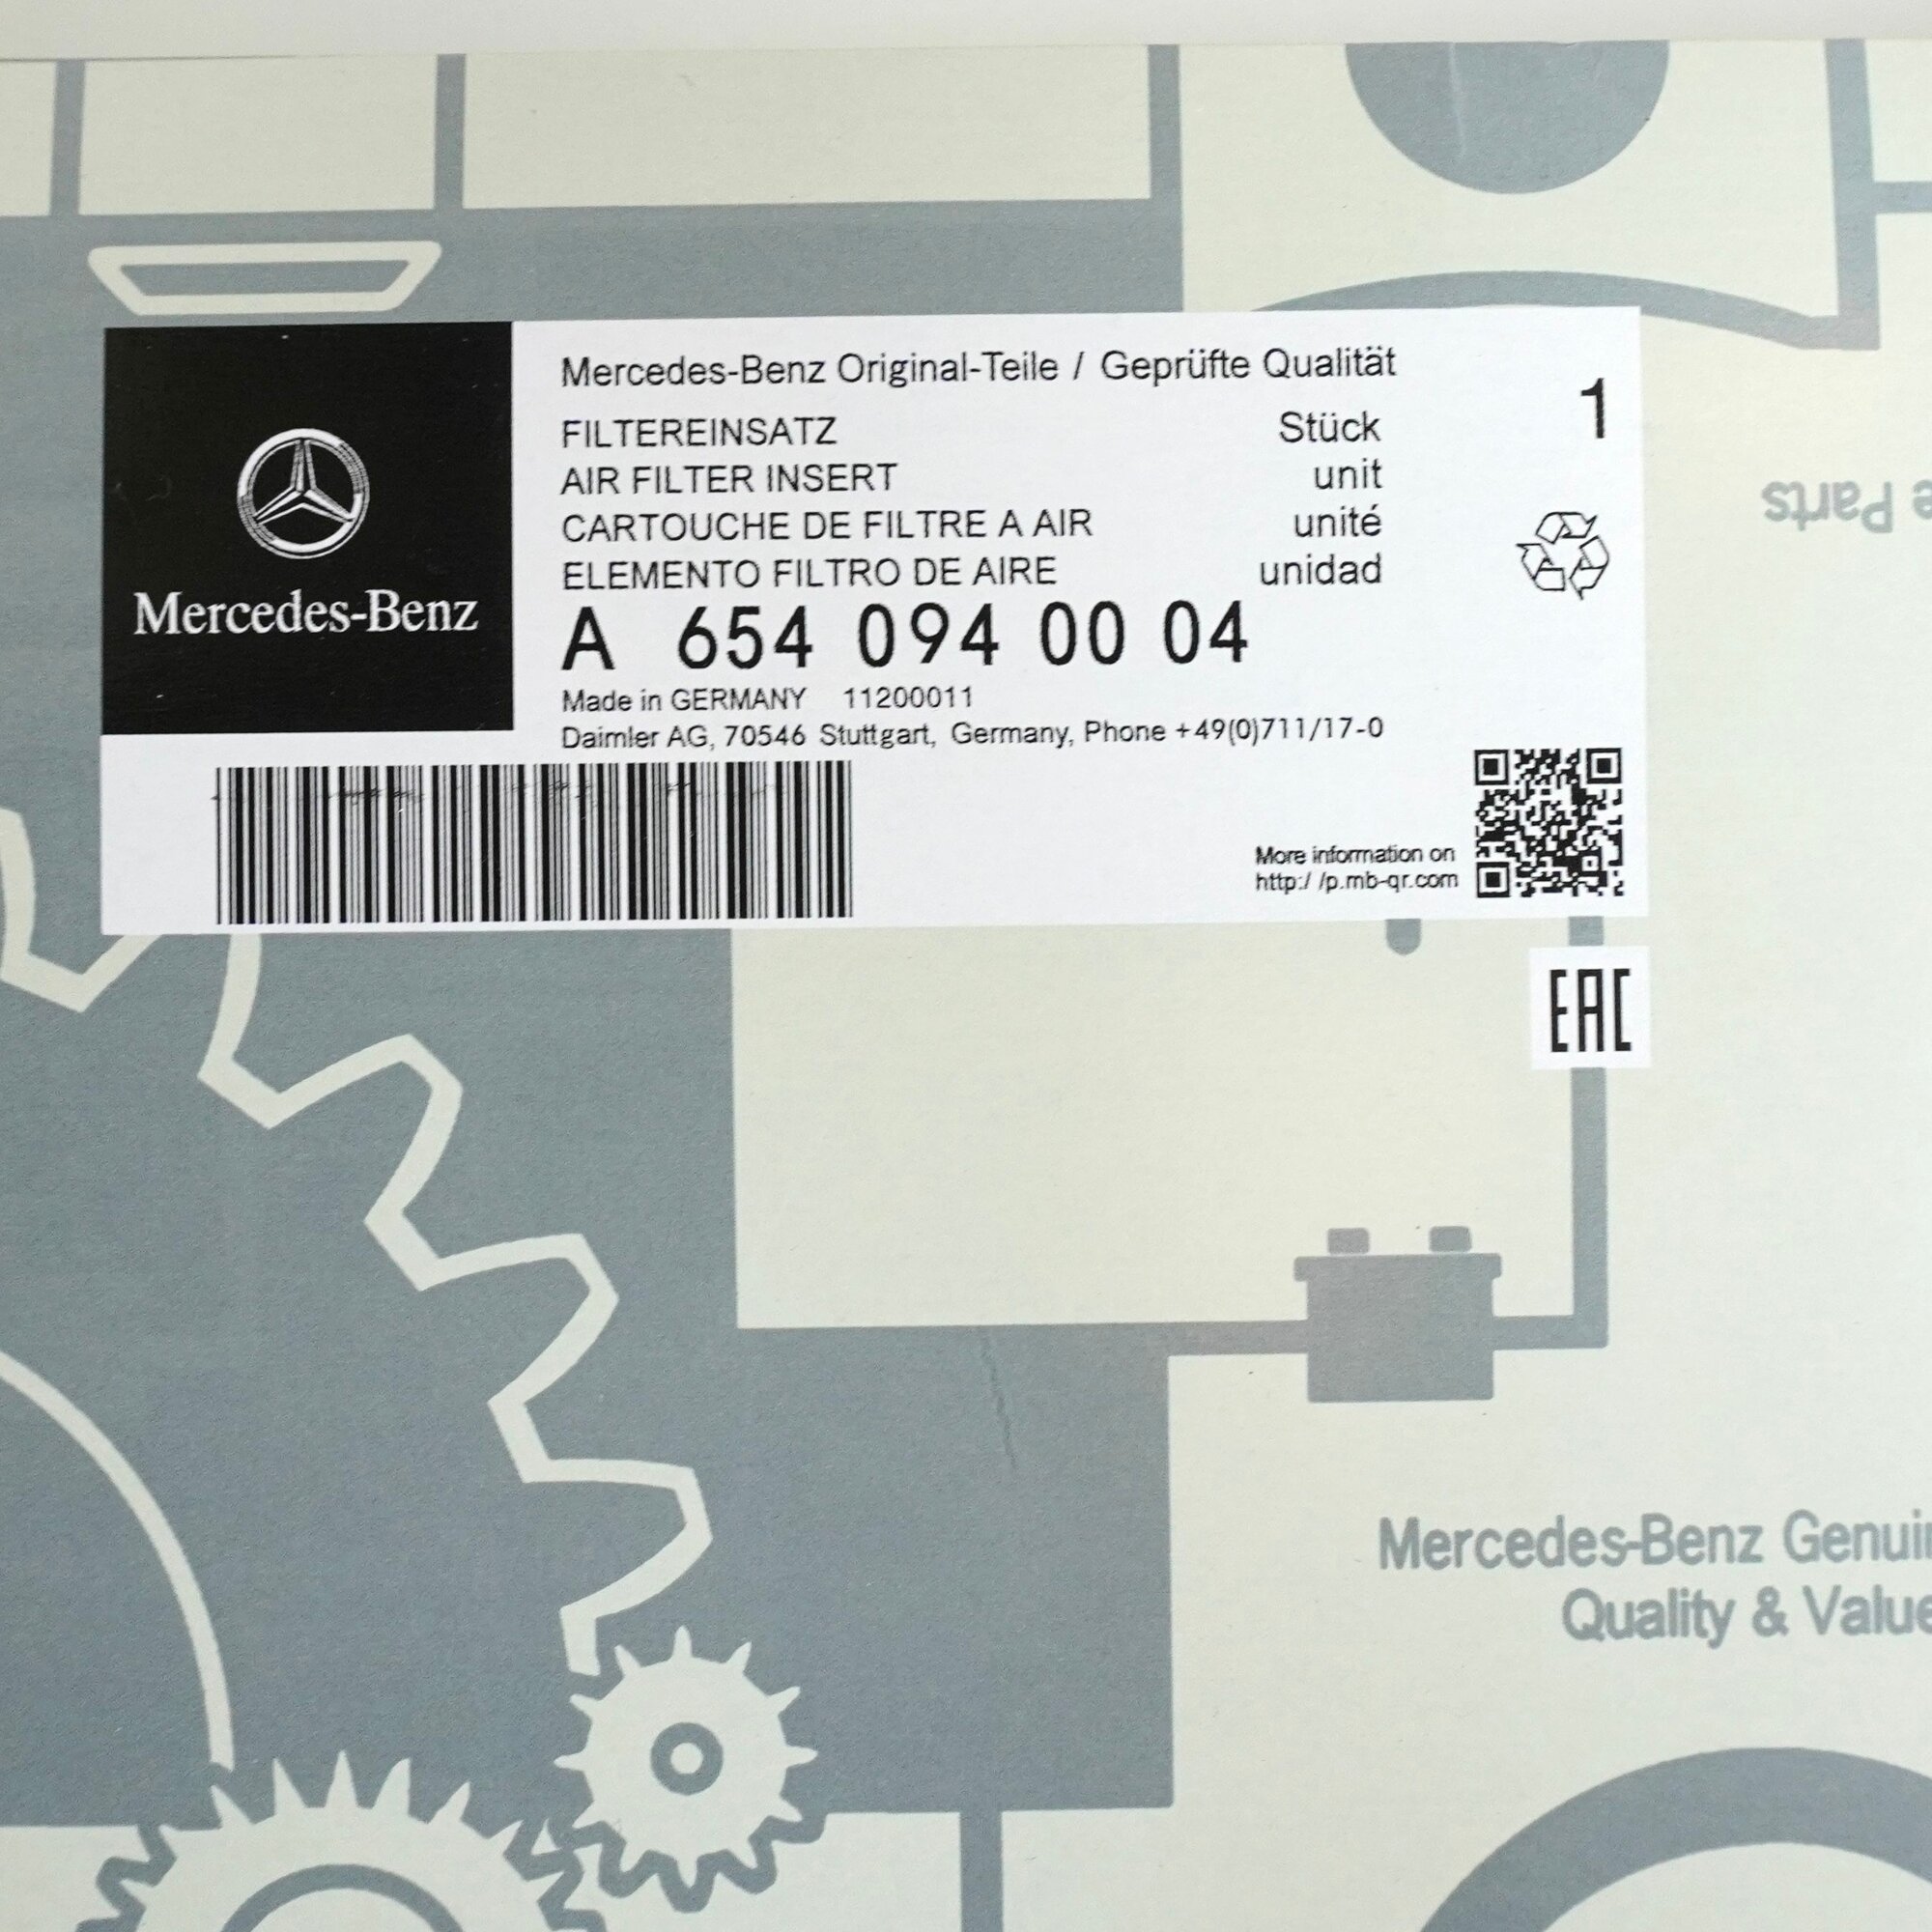 Mercedes-Benz
Mercedes-Benz Original-Teile / Geprüfte Qualität
FILTEREINSATZ Stück 1
AIR FILTER INSERT unit
CARTOUCHE DE FILTRE A AIR unité
ELEMENTO FILTRO DE AIRE unidad
A 654 094 00 04
Made in GERMANY 11200011
Daimler AG, 70546 Stuttgart, Germany, Phone +49(0)711/17-0
More information on
http://p.mb-qr.com
EAC
e Parts
Mercedes-Benz Genuin
Quality & Value